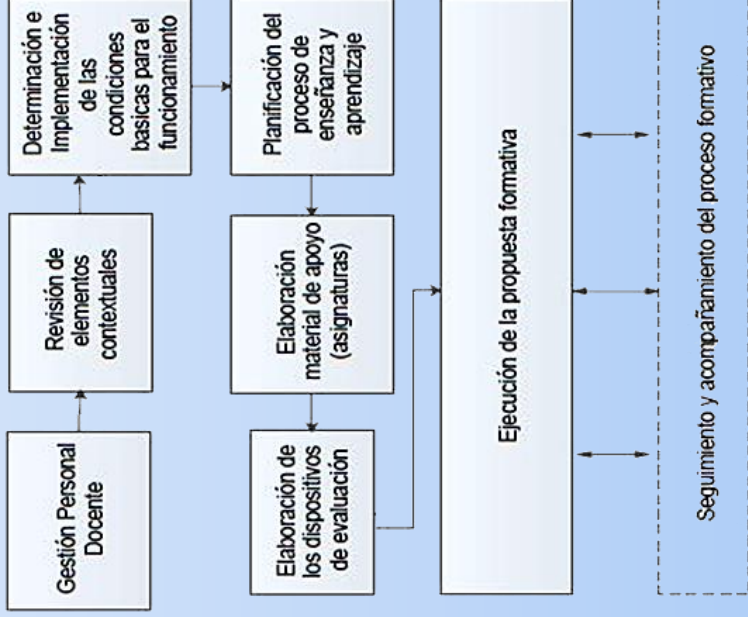 Gestión Personal
Docente
Revisión de
elementos
contextuales
Determinación e
Implementación
de las
condiciones
basicas para el
funcionamiento
Planificación del
proceso de
enseñanza y
aprendizaje
Elaboración
material de apoyo
(asignaturas)
Elaboración de
los dispositivos
de evaluación
Ejecución de la propuesta formativa
Seguimiento y acompañamiento del proceso formativo